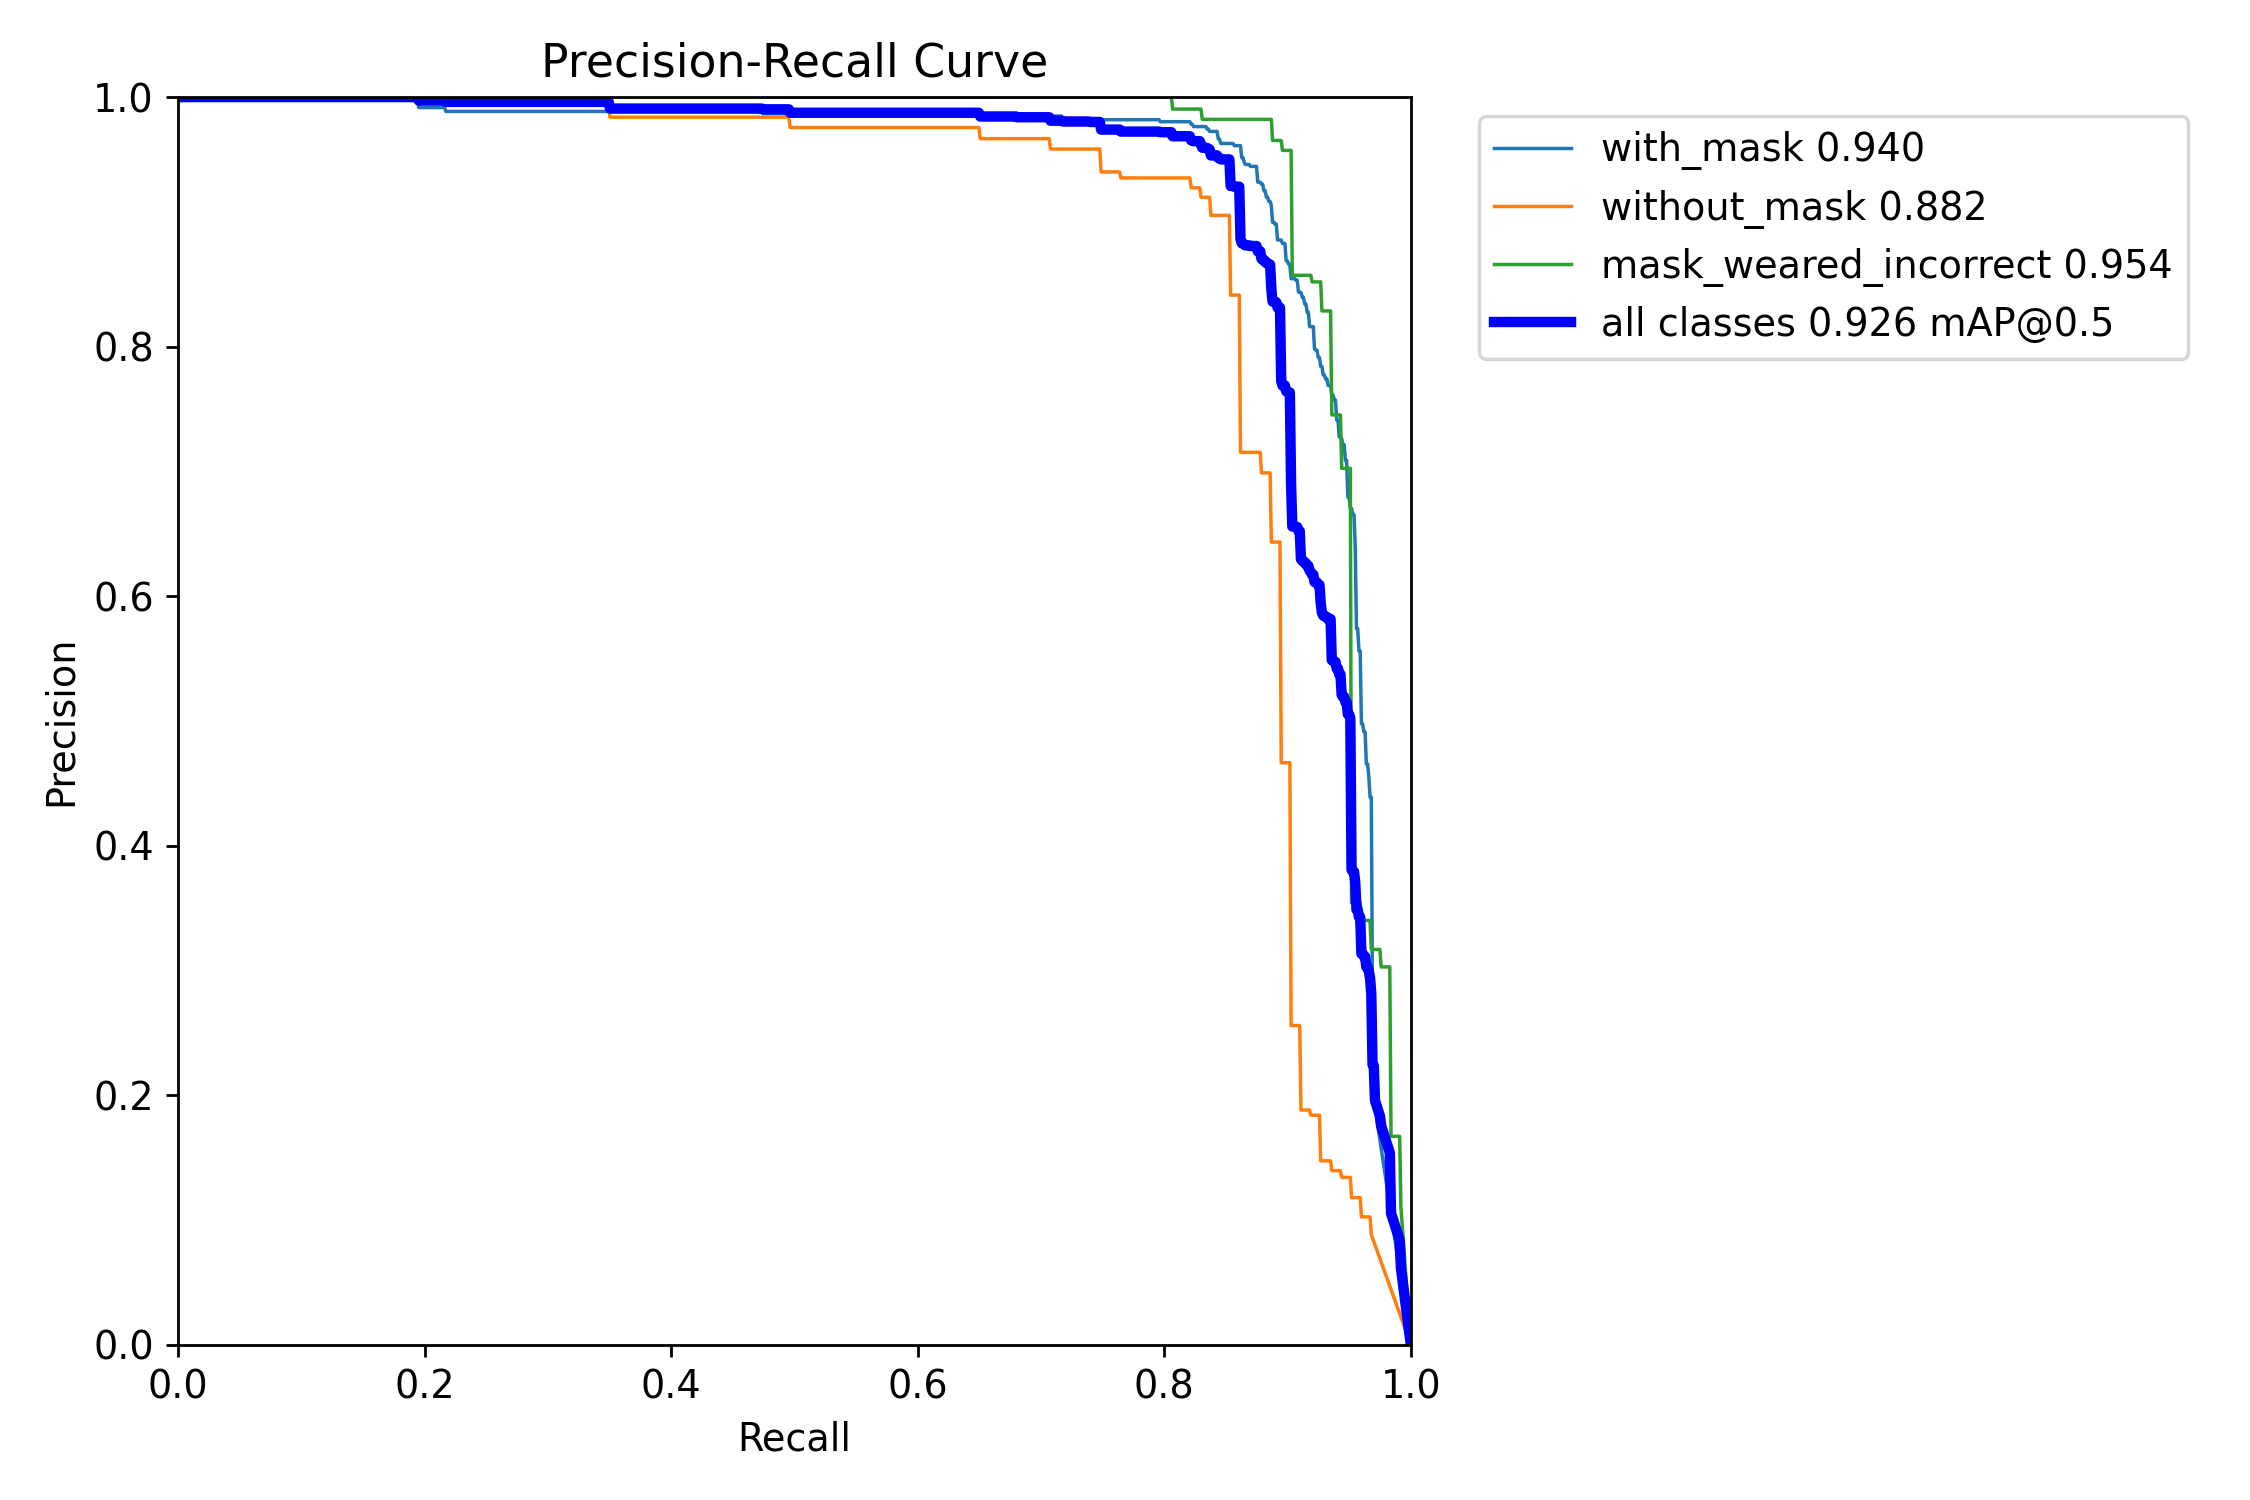 Precision-Recall Curve
1.0
0.8
0.6
0.4
0.2
0.0
Precision
0.0 0.2 0.4 0.6 0.8 1.0
Recall
with_mask 0.940
without_mask 0.882
mask_weared_incorrect 0.954
all classes 0.926 mAP@0.5